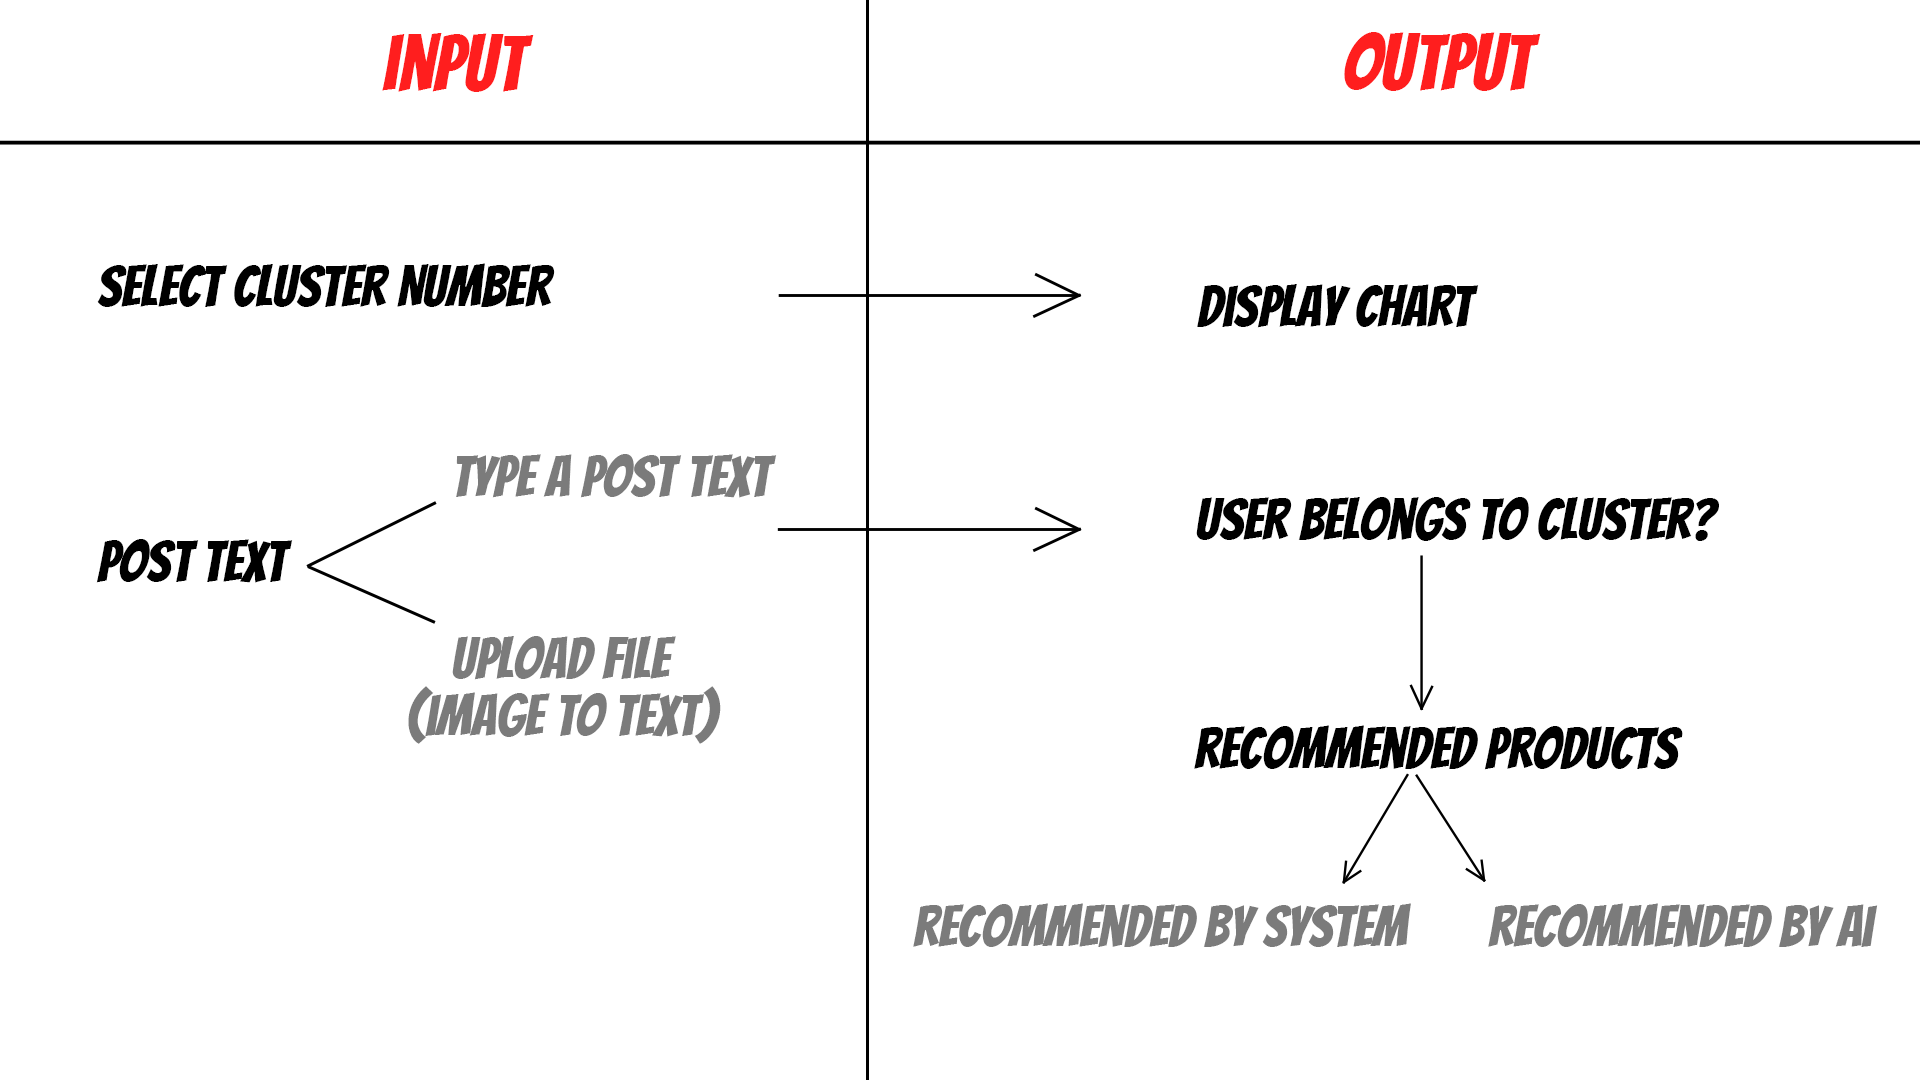 INPUT
OUTPUT
SELECT CLUSTER NUMBER
DISPLAY CHART
TYPE A POST TEXT
POST TEXT
UPLOAD FILE
(IMAGE TO TEXT)
USER BELONGS TO CLUSTER?
RECOMMENDED PRODUCTS
RECOMMENDED BY SYSTEM
RECOMMENDED BY AI